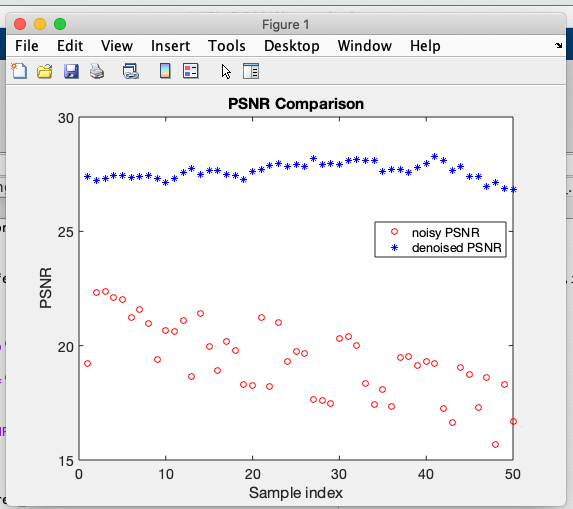 Figure 1
File Edit View Insert Tools Desktop Window Help
PSNR Comparison
30
25
20
15
PSNR
noisy PSNR
denoised PSNR
0 10 20 30 40 50
Sample index